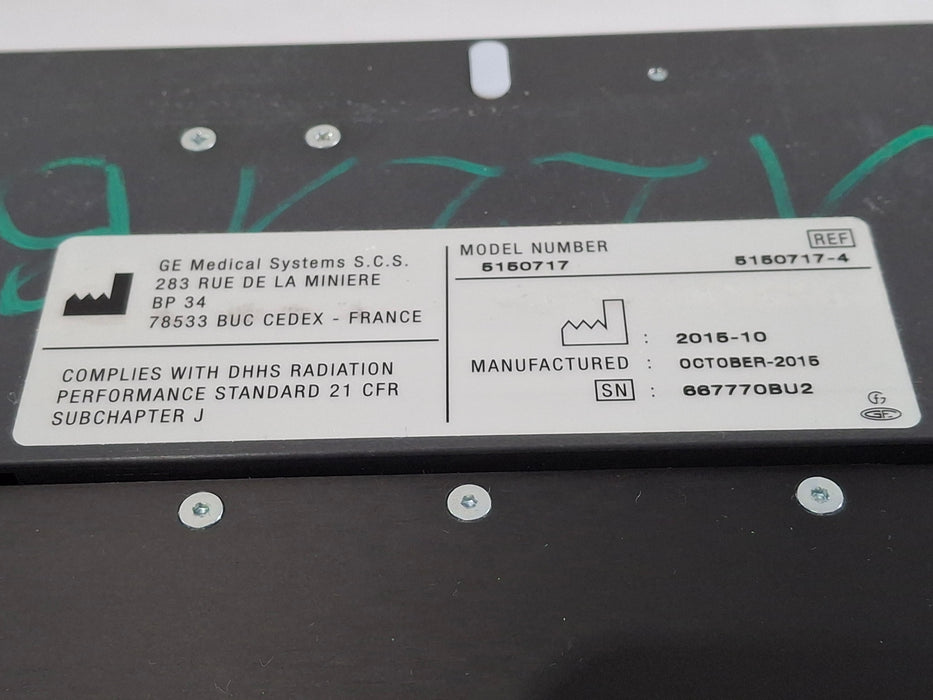 GE Medical Systems S.C.S.
283 RUE DE LA MINIERE
BP 34
78533 BUC CEDEX - FRANCE
COMPLIES WITH DHHS RADIATION
PERFORMANCE STANDARD 21 CFR
SUBCHAPTER J
MODEL NUMBER REF
5150717 5150717-4
: 2015-10
MANUFACTURED : OCTOBER-2015
SN : 667770BU2
GE